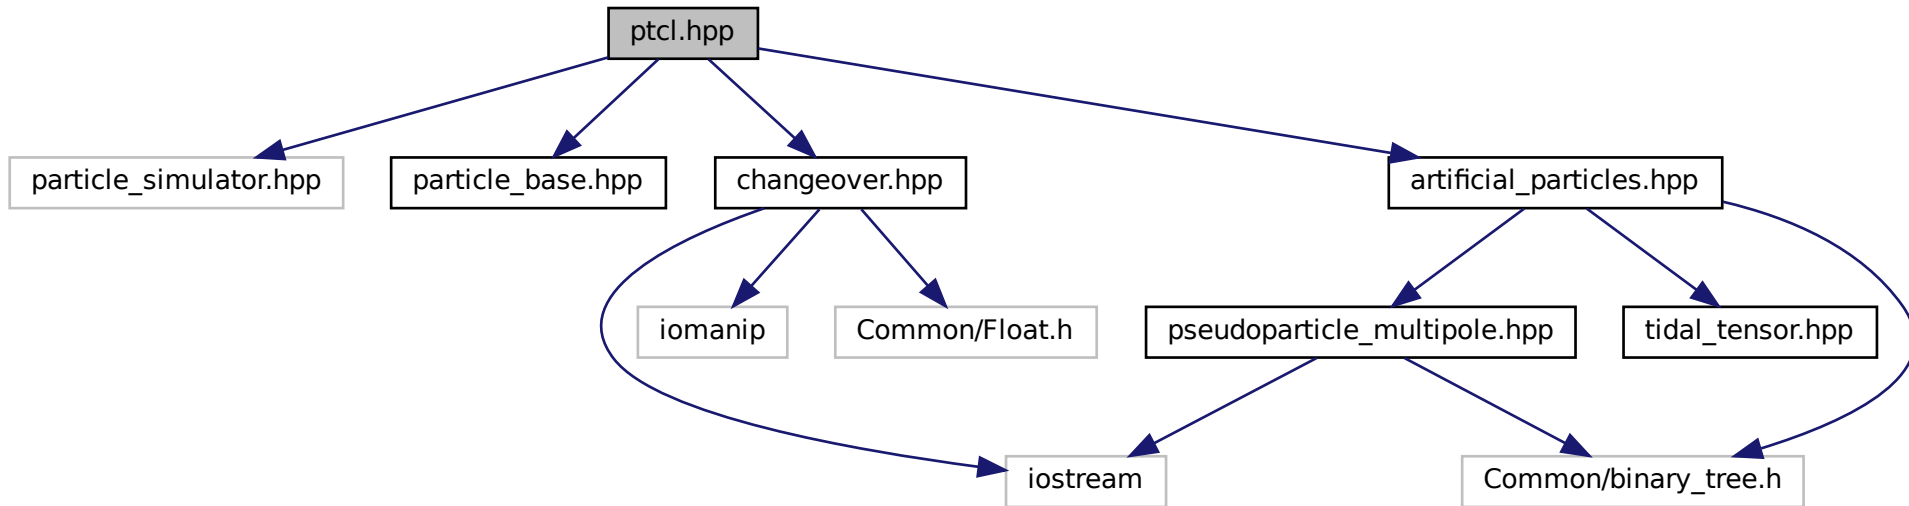 ptcl.hpp
particle_simulator.hpp
particle_base.hpp
changeover.hpp
artificial_particles.hpp
iomanip
Common/Float.h
pseudoparticle_multipole.hpp
tidal_tensor.hpp
iostream
Common/binary_tree.h